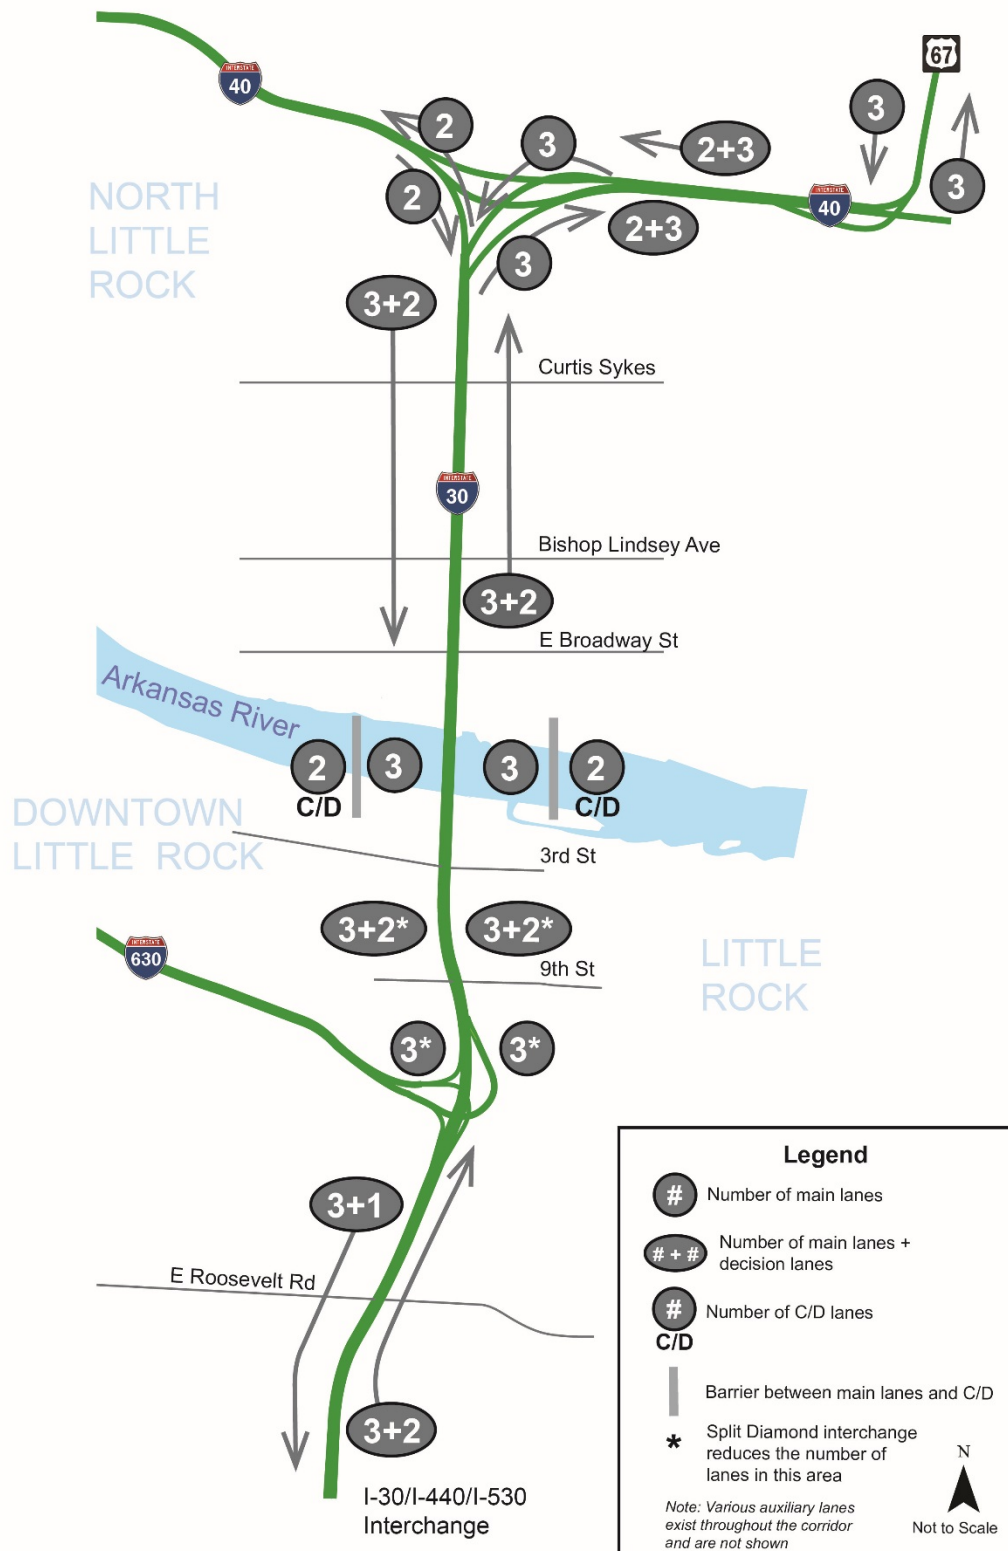 67
INTERSTATE
40
3
2
3
2+3
NORTH
LITTLE
ROCK
2
3
INTERSTATE
40
2+3
3
3+2
Curtis Sykes
INTERSTATE
30
Bishop Lindsey Ave
3+2
E Broadway St
Arkansas River
2
3
3
2
C/D
C/D
DOWNTOWN
LITTLE ROCK
3rd St
3+2*
3+2*
INTERSTATE
630
9th St
LITTLE
ROCK
3*
3*
3+1
E Roosevelt Rd
3+2
I-30/I-440/I-530
Interchange
Legend
#
Number of main lanes
# + #
Number of main lanes +
decision lanes
#
C/D
Number of C/D lanes
Barrier between main lanes and C/D
*
Split Diamond interchange
reduces the number of
lanes in this area
Note: Various auxiliary lanes
exist throughout the corridor
and are not shown
N
Not to Scale